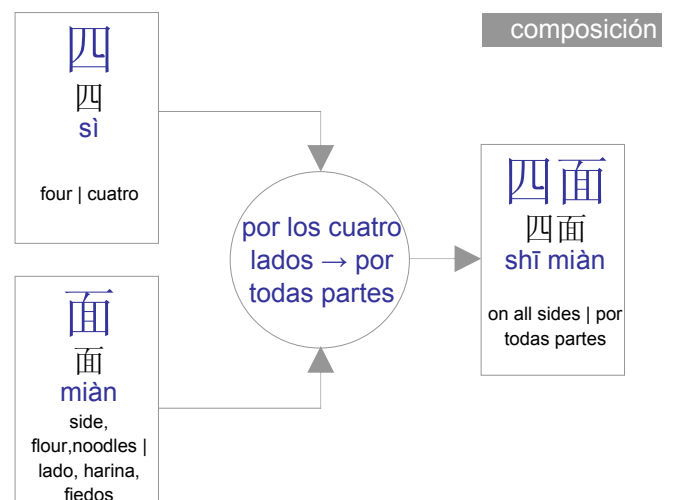 composición
四
四
sì
four | cuatro
面
面
miàn
side,
flour,noodles |
lado, harina,
fiedos
por los cuatro
lados → por
todas partes
四面
四面
shī miàn
on all sides | por
todas partes